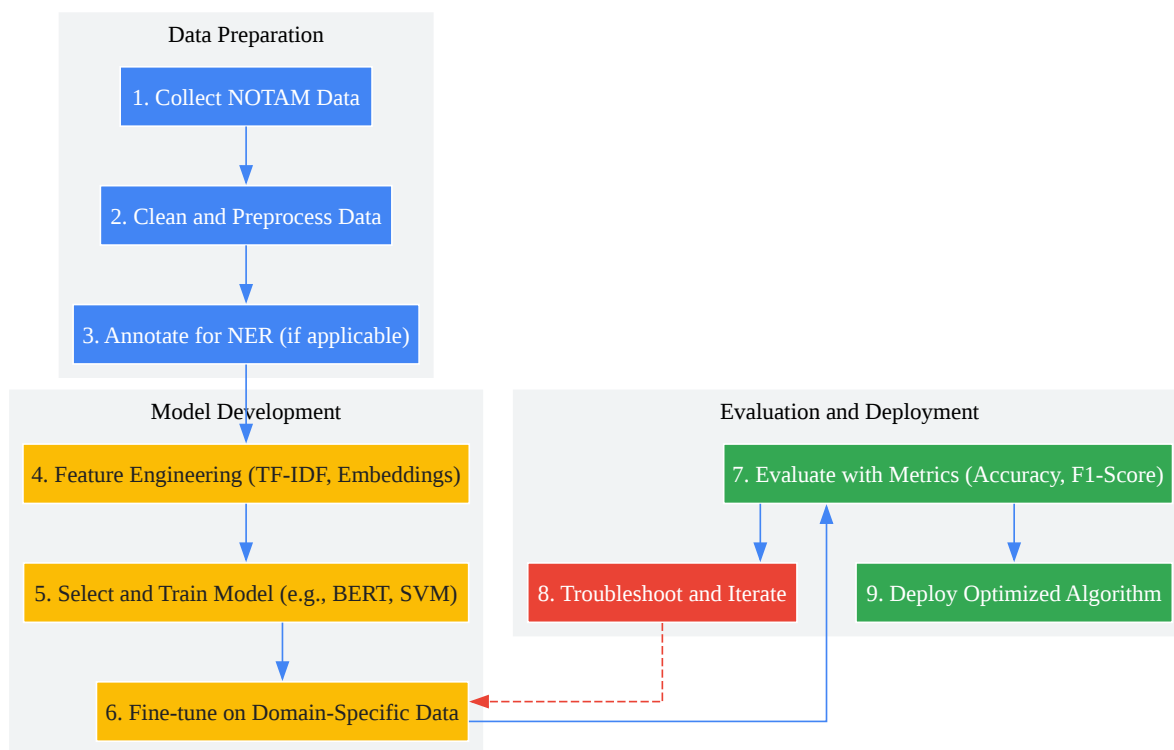 Data Preparation
1. Collect NOTAM Data
2. Clean and Preprocess Data
3. Annotate for NER (if applicable)
Model Development
4. Feature Engineering (TF-IDF, Embeddings)
5. Select and Train Model (e.g., BERT, SVM)
6. Fine-tune on Domain-Specific Data
Evaluation and Deployment
7. Evaluate with Metrics (Accuracy, F1-Score)
8. Troubleshoot and Iterate
9. Deploy Optimized Algorithm